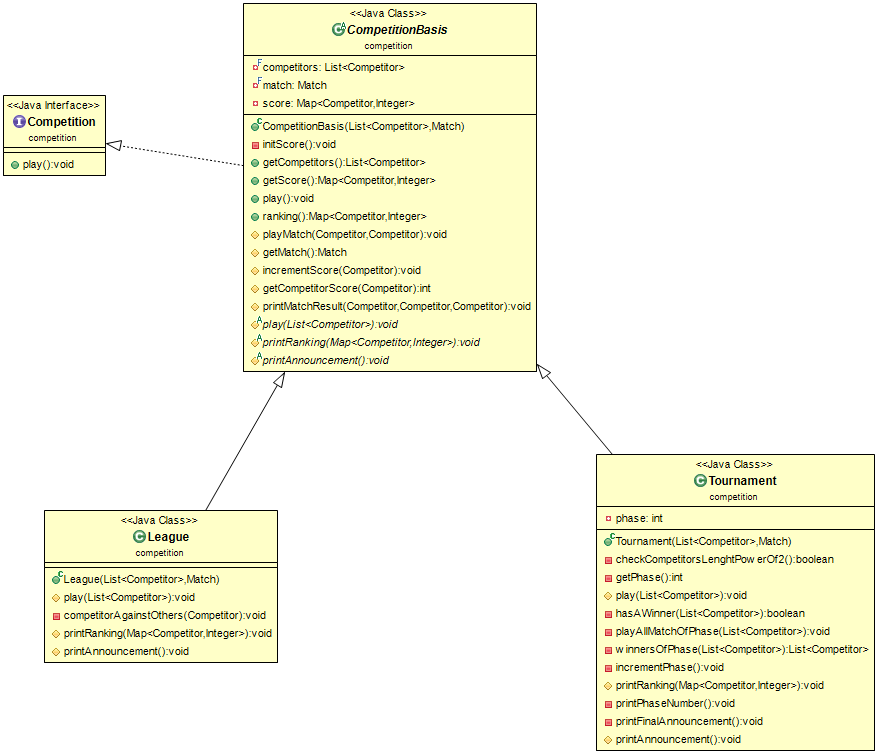 <<Java Class>>
CompetitionBasis
competition
competitors: List<Competitor>
match: Match
score: Map<Competitor,Integer>
CompetitionBasis(List<Competitor>,Match)
initScore():void
getCompetitors():List<Competitor>
getScore():Map<Competitor,Integer>
play():void
ranking():Map<Competitor,Integer>
playMatch(Competitor,Competitor):void
getMatch():Match
incrementScore(Competitor):void
getCompetitorScore(Competitor):int
printMatchResult(Competitor,Competitor,Competitor):void
play(List<Competitor>):void
printRanking(Map<Competitor,Integer>):void
printAnnouncement():void
<<Java Interface>>
Competition
competition
play():void
<<Java Class>>
League
competition
League(List<Competitor>,Match)
play(List<Competitor>):void
competitorAgainstOthers(Competitor):void
printRanking(Map<Competitor,Integer>):void
printAnnouncement():void
<<Java Class>>
Tournament
competition
phase: int
Tournament(List<Competitor>,Match)
checkCompetitorsLenghtPowerOf2():boolean
getPhase():int
play(List<Competitor>):void
hasAWinner(List<Competitor>):boolean
playAllMatchOfPhase(List<Competitor>):void
winnersOfPhase(List<Competitor>):List<Competitor>
incrementPhase():void
printRanking(Map<Competitor,Integer>):void
printPhaseNumber():void
printFinalAnnouncement():void
printAnnouncement():void